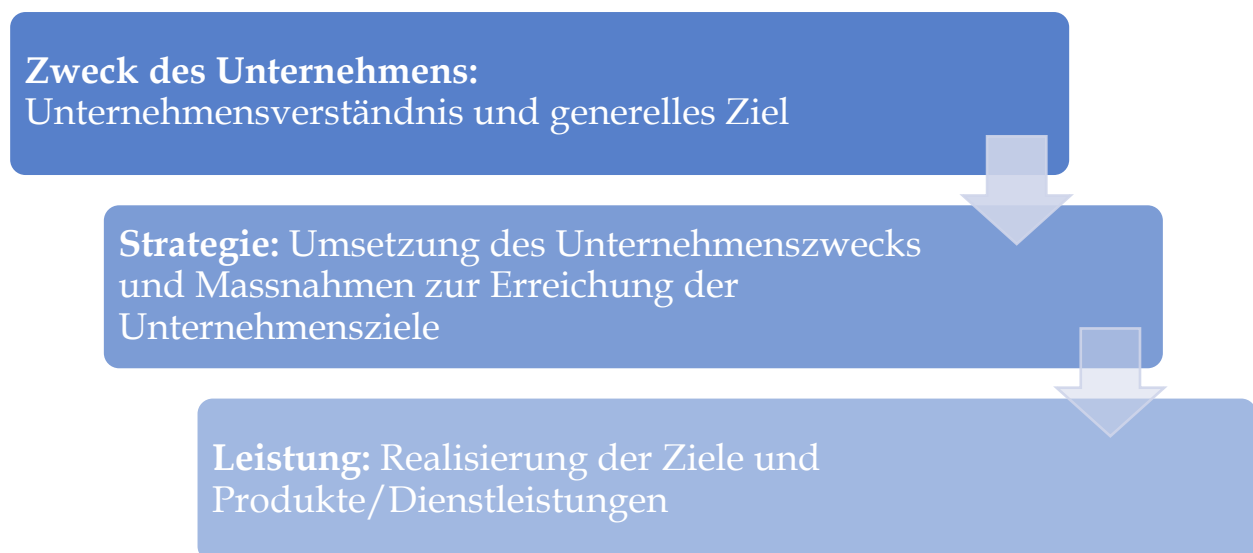 Zweck des Unternehmens:
Unternehmensverständnis und generelles Ziel
Strategie: Umsetzung des Unternehmenszwecks
und Massnahmen zur Erreichung der
Unternehmensziele
Leistung: Realisierung der Ziele und
Produkte/Dienstleistungen